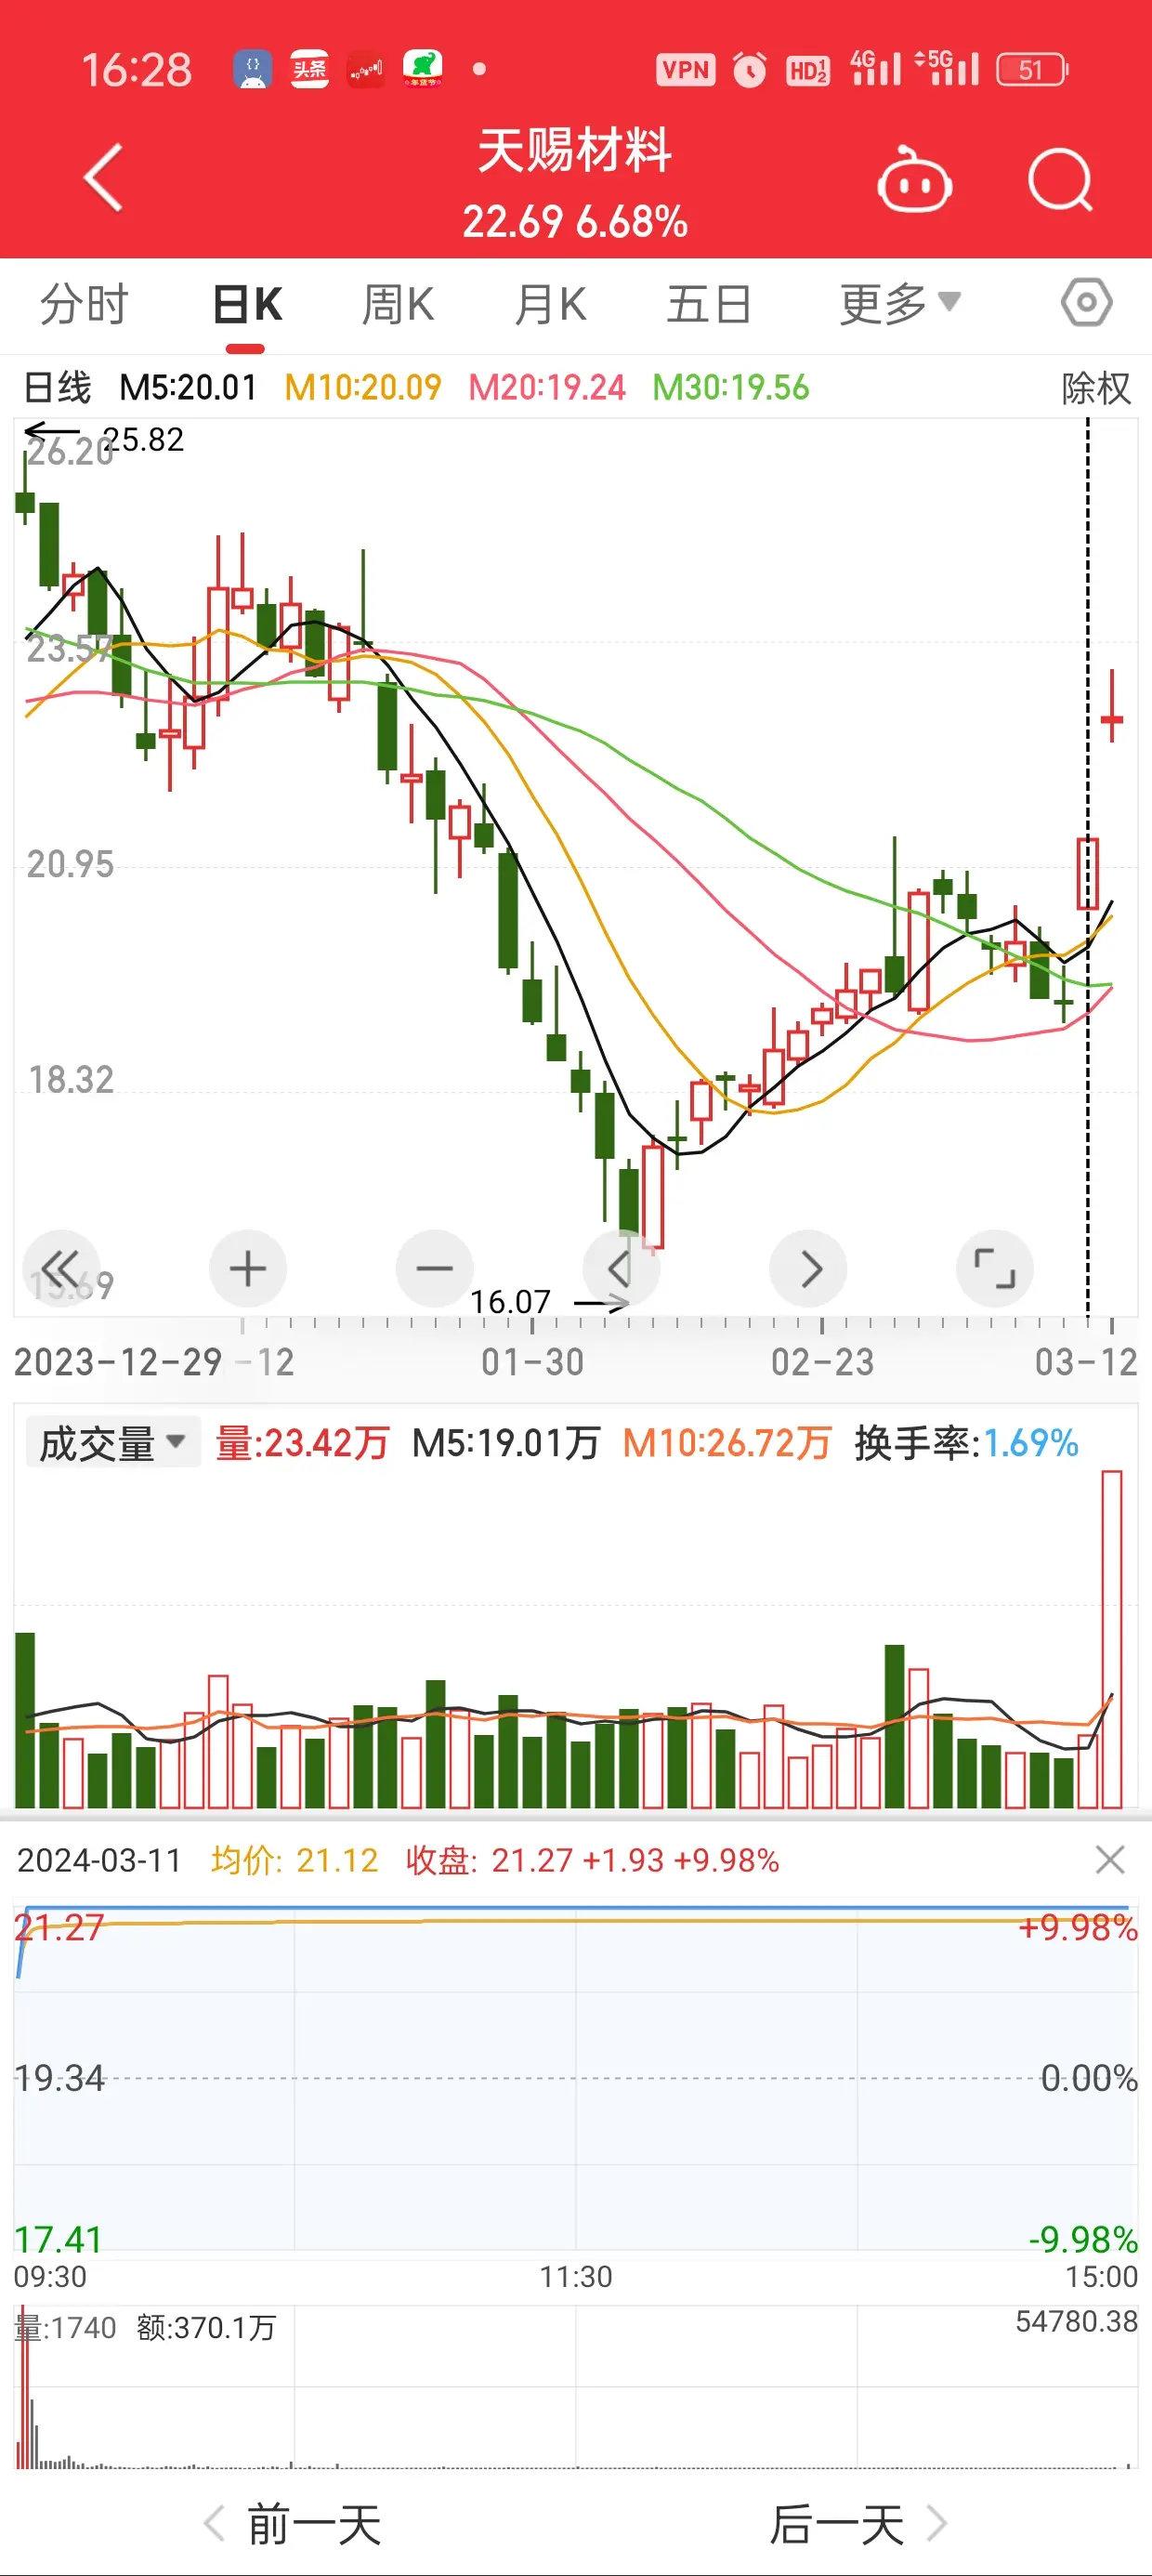 16:28 头条 年货节 VPN HD 1 2 4G 5G 51
天赐材料
22.69 6.68%
分时 日K 周K 月K 五日 更多
日线 M5:20.01 M10:20.09 M20:19.24 M30:19.56 除权
25.82
26.20
23.57
20.95
18.32
15.69
16.07
2023-12-29 -12 01-30 02-23 03-12
成交量 量:23.42万 M5:19.01万 M10:26.72万 换手率:1.69%
2024-03-11 均价: 21.12 收盘: 21.27 +1.93 +9.98%
21.27 +9.98%
19.34 0.00%
17.41 -9.98%
09:30 11:30 15:00
量:1740 额:370.1万 54780.38
前一天 后一天